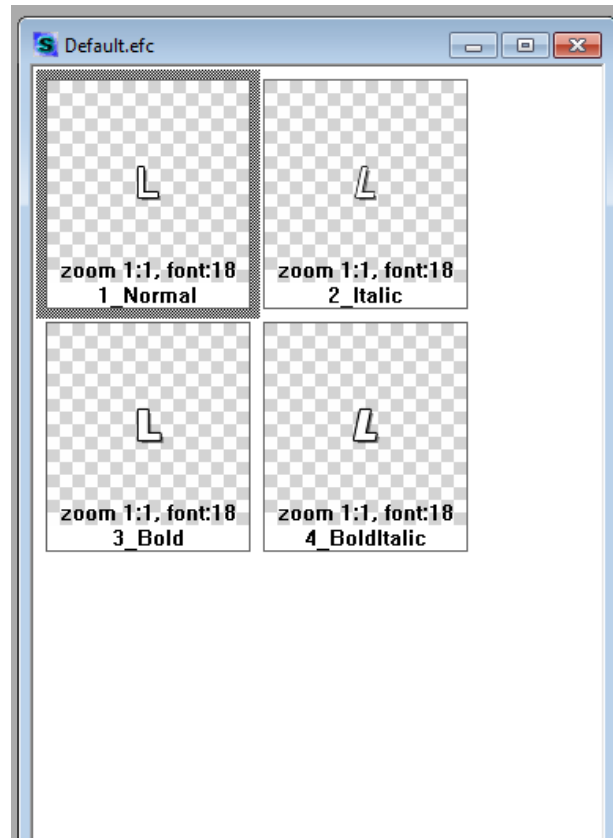 Default.efc
L
zoom 1:1, font:18
1_Normal
L
zoom 1:1, font:18
2_Italic
L
zoom 1:1, font:18
3_Bold
L
zoom 1:1, font:18
4_BoldItalic